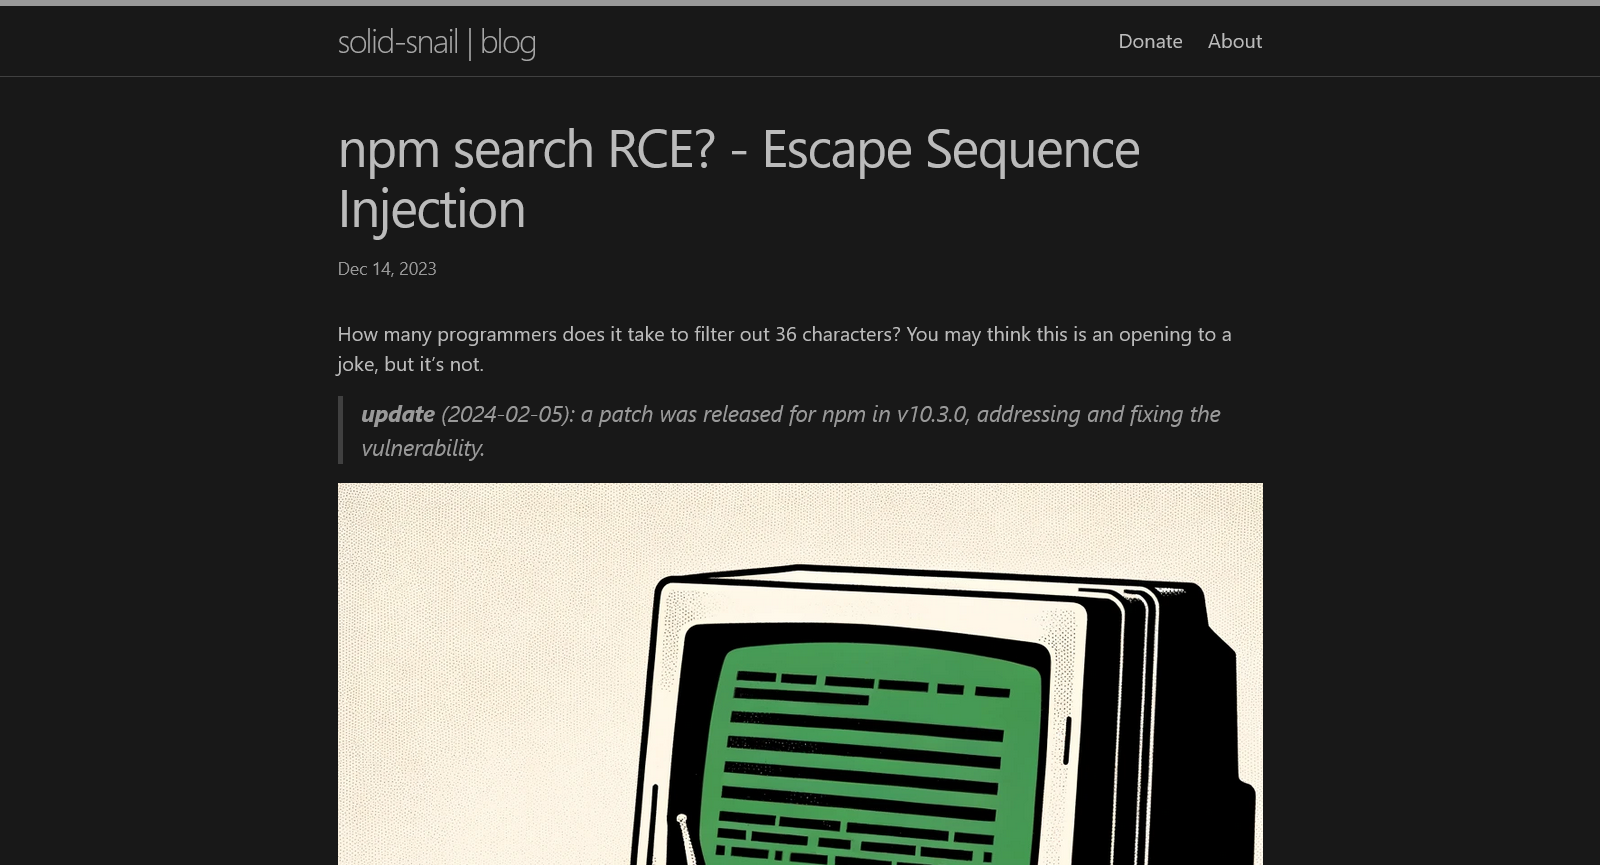 solid-snail | blog
Donate About
npm search RCE? - Escape Sequence
Injection
Dec 14, 2023
How many programmers does it take to filter out 36 characters? You may think this is an opening to a
joke, but it’s not.
update (2024-02-05): a patch was released for npm in v10.3.0, addressing and fixing the
vulnerability.